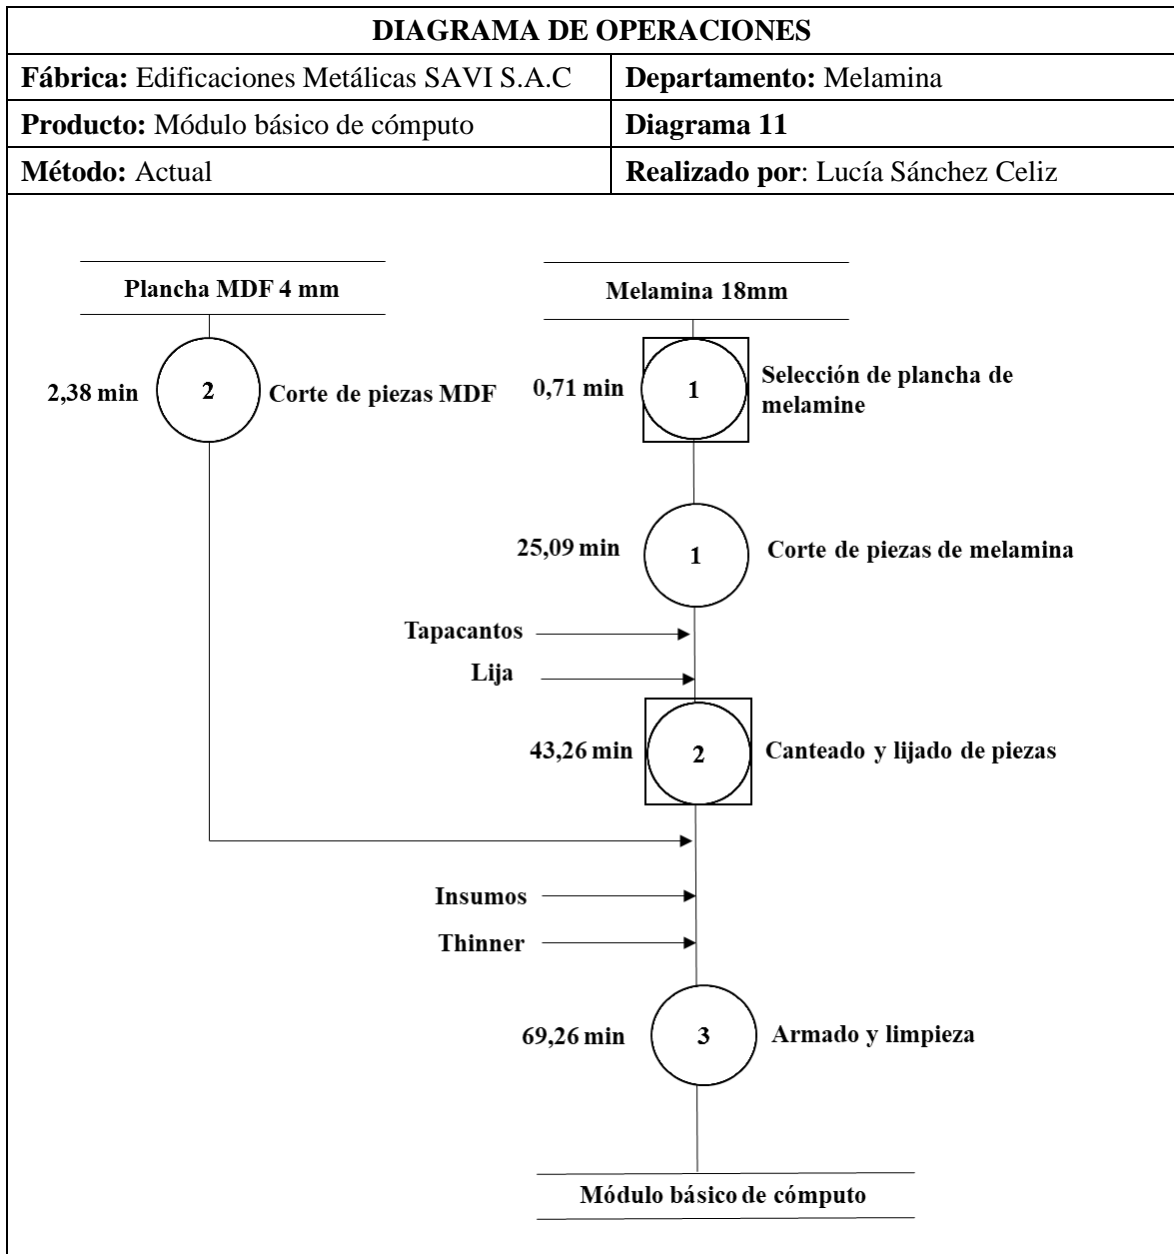 DIAGRAMA DE OPERACIONES
Fábrica: Edificaciones Metálicas SAVI S.A.C
Departamento: Melamina
Producto: Módulo básico de cómputo
Diagrama 11
Método: Actual
Realizado por: Lucía Sánchez Celiz
Plancha MDF 4 mm
Melamina 18mm
2,38 min
2
Corte de piezas MDF
0,71 min
1
Selección de plancha de
melamine
25,09 min
1
Corte de piezas de melamina
Tapacantos
Lija
43,26 min
2
Canteado y lijado de piezas
Insumos
Thinner
69,26 min
3
Armado y limpieza
Módulo básico de cómputo